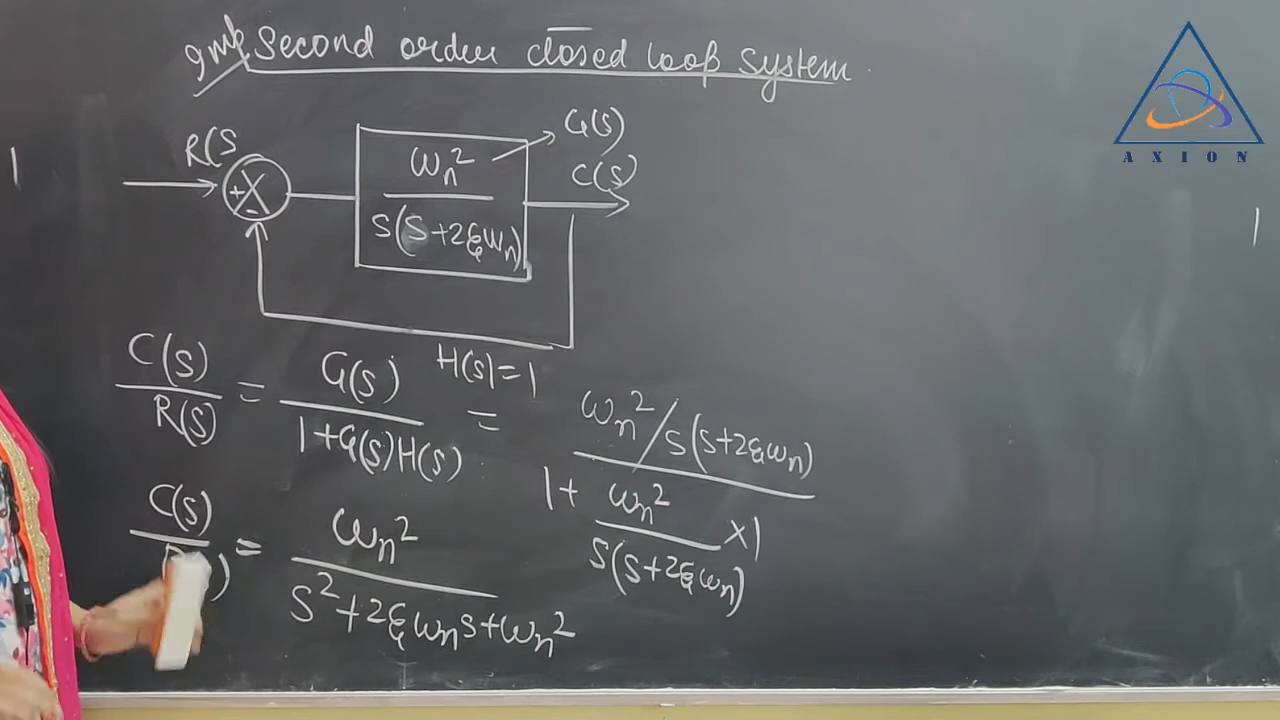 Imp Second order closed loop system
G(s)
R(S
C(s)
+
-
ωn²
S(S+2ξωn)
H(s)=1
C(s)/R(s) = G(s)/1+G(s)H(s) = ωn²/s(s+2ξωn) / 1+ ωn²/s(s+2ξωn) ×1
C(s) = ωn²/s²+2ξωns+ωn²
AXION